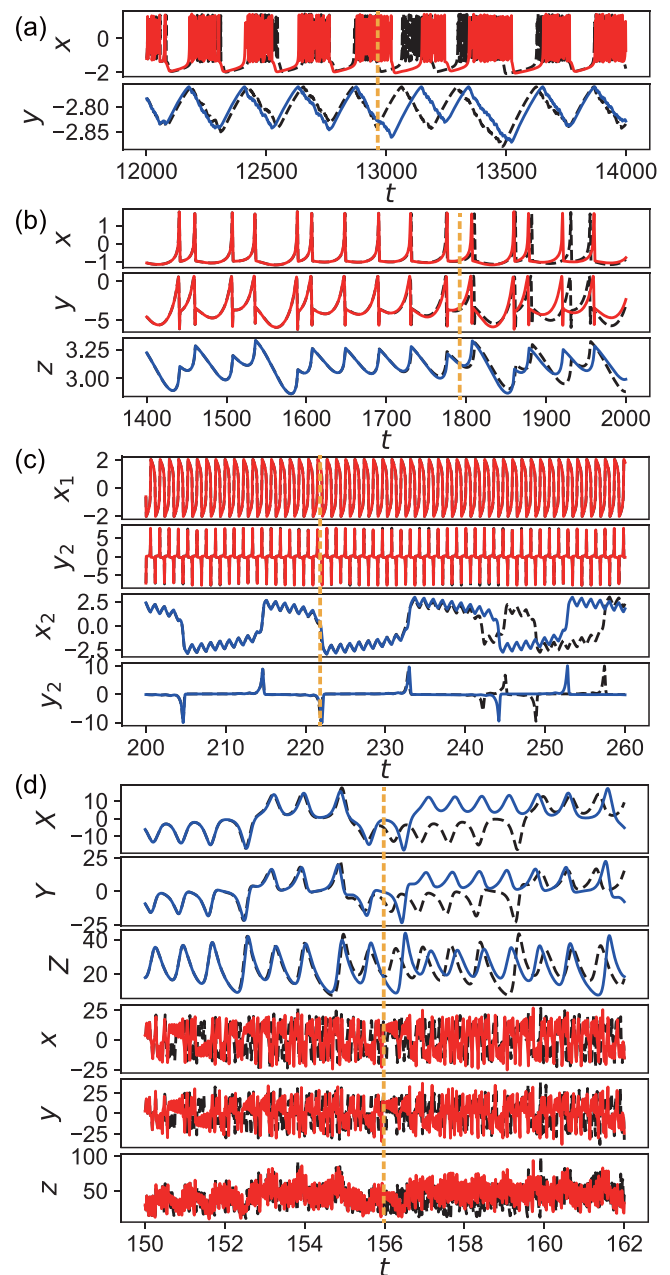 (a)
x
0
−2
y
−2.80
−2.85
12000 12500 13000 13500 14000
t
(b)
x
1
0
−1
y
0
−5
z
3.25
3.00
1400 1500 1600 1700 1800 1900 2000
t
(c)
x1
2
0
−2
y2
5
0
−5
x2
2.5
0.0
−2.5
y2
10
0
−10
200 210 220 230 240 250 260
t
(d)
X
10
0
−10
Y
25
0
−25
Z
40
20
x
25
0
−25
y
25
0
−25
z
100
50
150 152 154 156 158 160 162
t